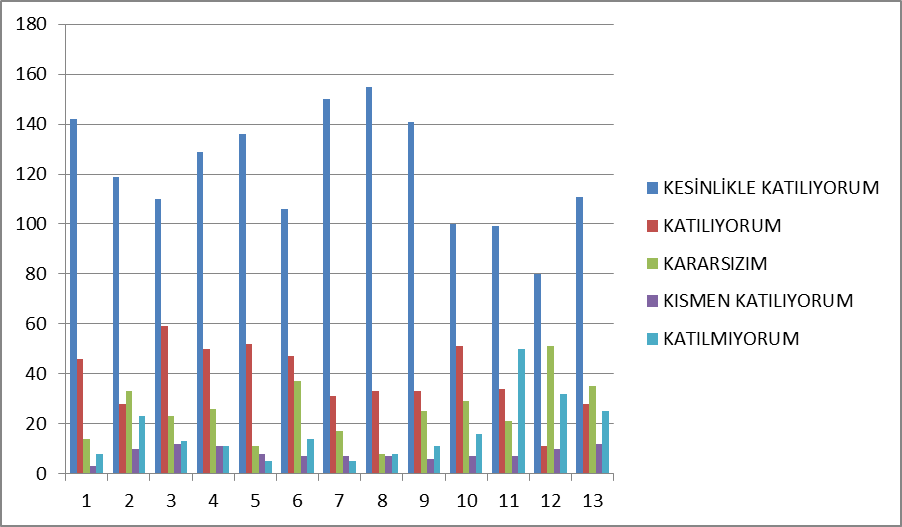 180
160
140
120
100
80
60
40
20
0
1 2 3 4 5 6 7 8 9 10 11 12 13
KESİNLİKLE KATILIYORUM
KATILIYORUM
KARARSIZIM
KISMEN KATILIYORUM
KATILMIYORUM